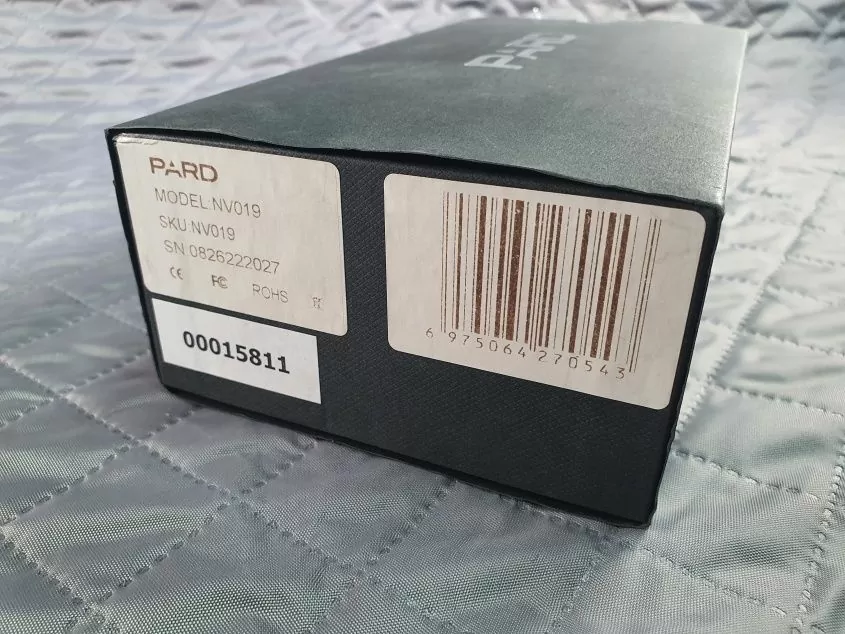 PARD
PARD
MODEL:NV019
SKU:NV019
SN:0826222027
CE FC ROHS
00015811
6 975064 270543